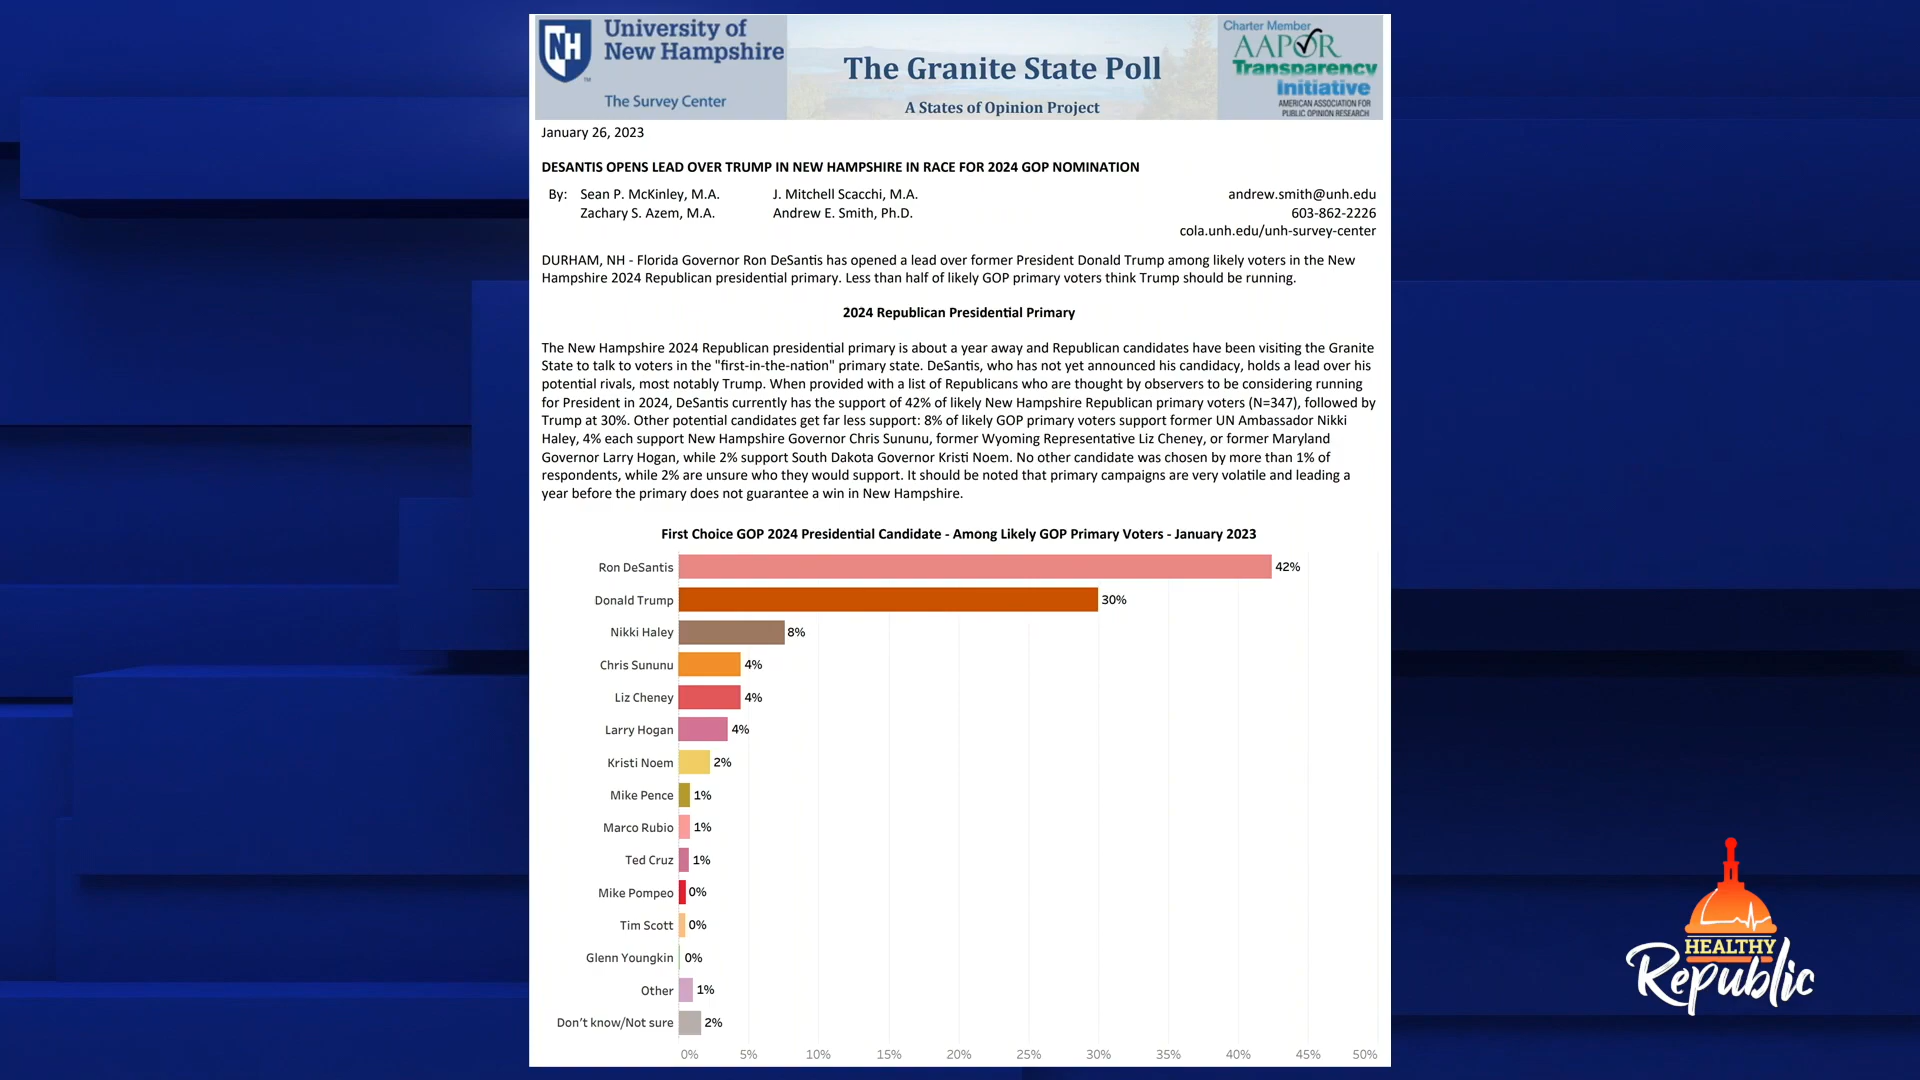 University of
New Hampshire
NH
TM
The Survey Center
The Granite State Poll
A States of Opinion Project
Charter Member
AAPOR
Transparency
Initiative
AMERICAN ASSOCIATION FOR
PUBLIC OPINION RESEARCH
January 26, 2023
DESANTIS OPENS LEAD OVER TRUMP IN NEW HAMPSHIRE IN RACE FOR 2024 GOP NOMINATION
By: Sean P. McKinley, M.A. J. Mitchell Scacchi, M.A. andrew.smith@unh.edu
Zachary S. Azem, M.A. Andrew E. Smith, Ph.D. 603-862-2226
cola.unh.edu/unh-survey-center
DURHAM, NH - Florida Governor Ron DeSantis has opened a lead over former President Donald Trump among likely voters in the New
Hampshire 2024 Republican presidential primary. Less than half of likely GOP primary voters think Trump should be running.
2024 Republican Presidential Primary
The New Hampshire 2024 Republican presidential primary is about a year away and Republican candidates have been visiting the Granite
State to talk to voters in the "first-in-the-nation" primary state. DeSantis, who has not yet announced his candidacy, holds a lead over his
potential rivals, most notably Trump. When provided with a list of Republicans who are thought by observers to be considering running
for President in 2024, DeSantis currently has the support of 42% of likely New Hampshire Republican primary voters (N=347), followed by
Trump at 30%. Other potential candidates get far less support: 8% of likely GOP primary voters support former UN Ambassador Nikki
Haley, 4% each support New Hampshire Governor Chris Sununu, former Wyoming Representative Liz Cheney, or former Maryland
Governor Larry Hogan, while 2% support South Dakota Governor Kristi Noem. No other candidate was chosen by more than 1% of
respondents, while 2% are unsure who they would support. It should be noted that primary campaigns are very volatile and leading a
year before the primary does not guarantee a win in New Hampshire.
First Choice GOP 2024 Presidential Candidate - Among Likely GOP Primary Voters - January 2023
Ron DeSantis 42%
Donald Trump 30%
Nikki Haley 8%
Chris Sununu 4%
Liz Cheney 4%
Larry Hogan 4%
Kristi Noem 2%
Mike Pence 1%
Marco Rubio 1%
Ted Cruz 1%
Mike Pompeo 0%
Tim Scott 0%
Glenn Youngkin 0%
Other 1%
Don't know/Not sure 2%
0% 5% 10% 15% 20% 25% 30% 35% 40% 45% 50%
HEALTHY
Republic